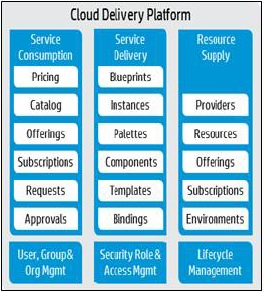 Cloud Delivery Platform
Service
Consumption
Pricing
Catalog
Offerings
Subscriptions
Requests
Approvals
Service
Delivery
Blueprints
Instances
Palettes
Components
Templates
Bindings
Resource
Supply
Providers
Resources
Offerings
Subscriptions
Environments
User, Group &
Org Mgmt
Security Role &
Access Mgmt
Lifecycle
Management